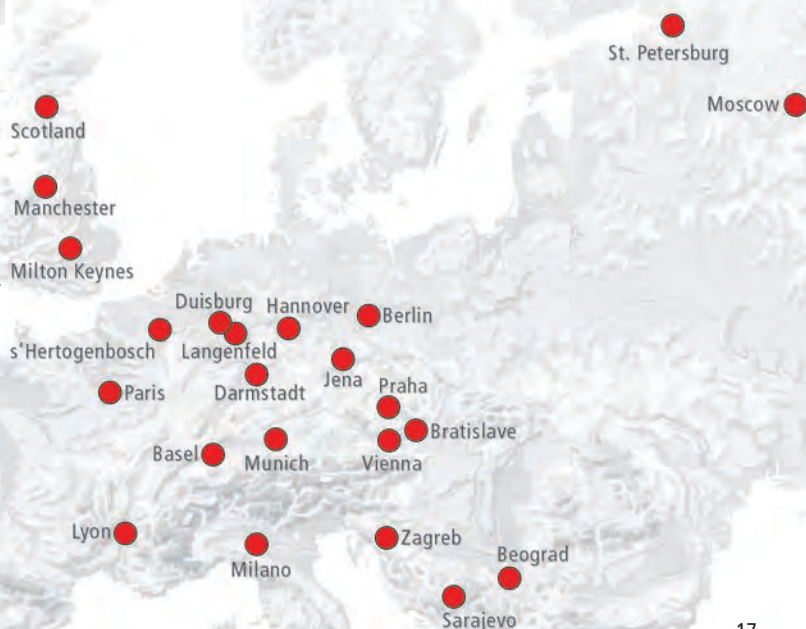 St. Petersburg
Moscow
Scotland
Manchester
Milton Keynes
Duisburg
Hannover
Berlin
s'Hertogenbosch
Langenfeld
Jena
Praha
Paris
Darmstadt
Bratislave
Basel
Munich
Vienna
Lyon
Zagreb
Milano
Beograd
Sarajevo
17